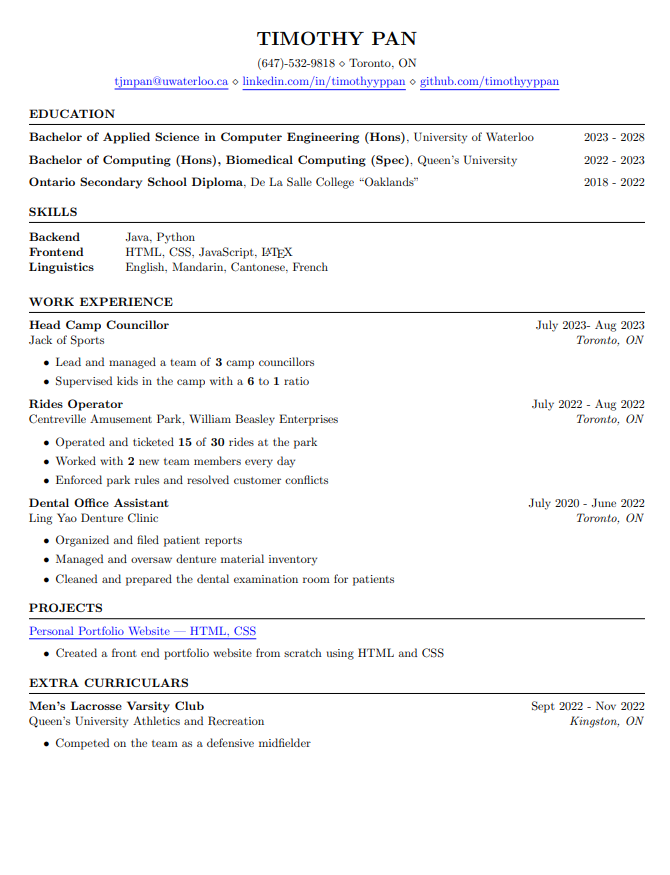 TIMOTHY PAN
(647)-532-9818 ⋄ Toronto, ON
tjmpan@uwaterloo.ca ⋄ linkedin.com/in/timothyyppan ⋄ github.com/timothyyppan
EDUCATION
Bachelor of Applied Science in Computer Engineering (Hons), University of Waterloo 2023 - 2028
Bachelor of Computing (Hons), Biomedical Computing (Spec), Queen's University 2022 - 2023
Ontario Secondary School Diploma, De La Salle College “Oaklands” 2018 - 2022
SKILLS
Backend Java, Python
Frontend HTML, CSS, JavaScript, LATEX
Linguistics English, Mandarin, Cantonese, French
WORK EXPERIENCE
Head Camp Councillor July 2023- Aug 2023
Jack of Sports Toronto, ON
• Lead and managed a team of 3 camp councillors
• Supervised kids in the camp with a 6 to 1 ratio
Rides Operator July 2022 - Aug 2022
Centreville Amusement Park, William Beasley Enterprises Toronto, ON
• Operated and ticketed 15 of 30 rides at the park
• Worked with 2 new team members every day
• Enforced park rules and resolved customer conflicts
Dental Office Assistant July 2020 - June 2022
Ling Yao Denture Clinic Toronto, ON
• Organized and filed patient reports
• Managed and oversaw denture material inventory
• Cleaned and prepared the dental examination room for patients
PROJECTS
Personal Portfolio Website — HTML, CSS
• Created a front end portfolio website from scratch using HTML and CSS
EXTRA CURRICULARS
Men's Lacrosse Varsity Club Sept 2022 - Nov 2022
Queen's University Athletics and Recreation Kingston, ON
• Competed on the team as a defensive midfielder